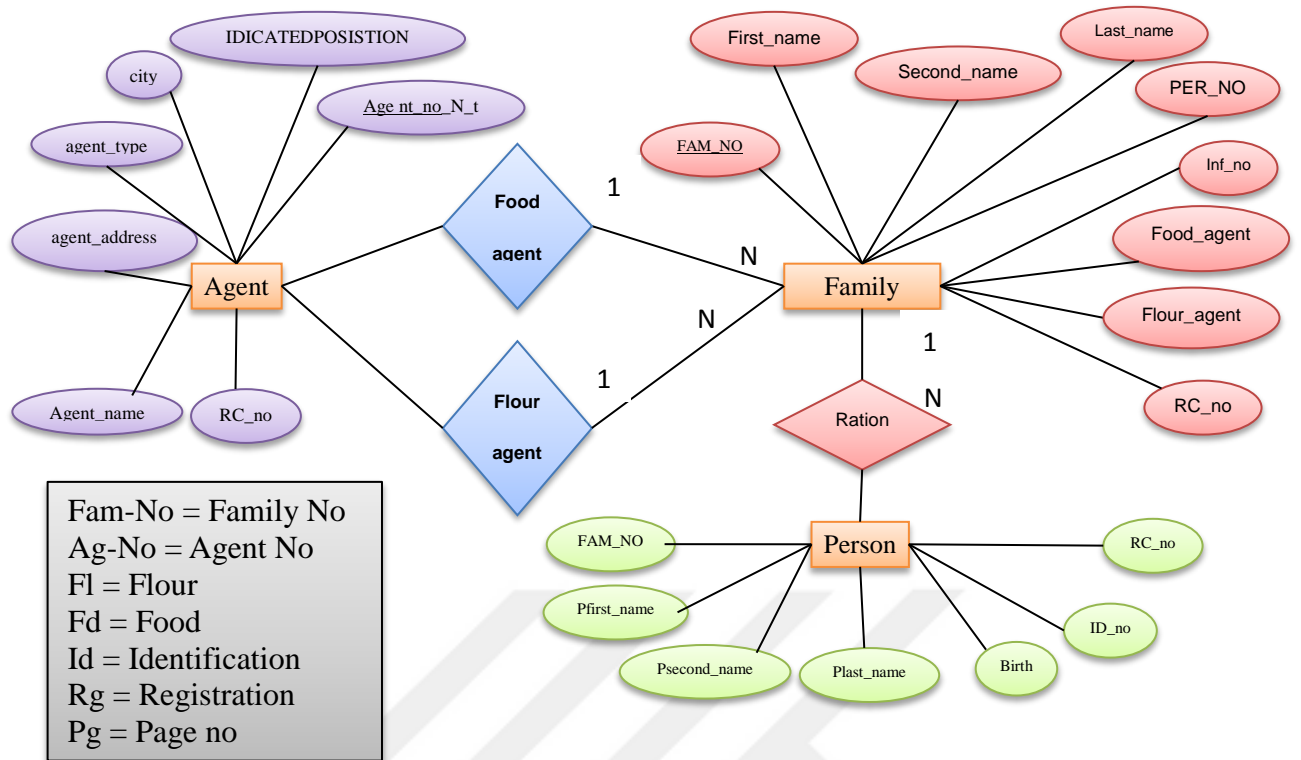 IDICATEDPOSISTION
city
Age nt_no_N_t
agent_type
agent_address
Agent
Agent_name
RC_no
Food
agent
1
N
Flour
agent
1
N
First_name
Second_name
Last_name
PER_NO
FAM_NO
Inf_no
Food_agent
Family
Flour_agent
RC_no
1
N
Ration
Person
FAM_NO
Pfirst_name
Psecond_name
Plast_name
Birth
ID_no
RC_no
Fam-No = Family No
Ag-No = Agent No
Fl = Flour
Fd = Food
Id = Identification
Rg = Registration
Pg = Page no